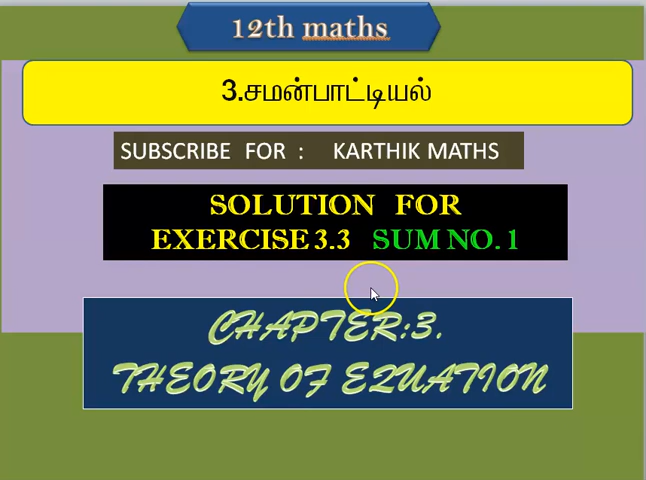 12th maths
3.சமன்பாட்டியல்
SUBSCRIBE FOR : KARTHIK MATHS
SOLUTION FOR
EXERCISE 3.3 SUM NO. 1
CHAPTER:3.
THEORY OF EQUATION